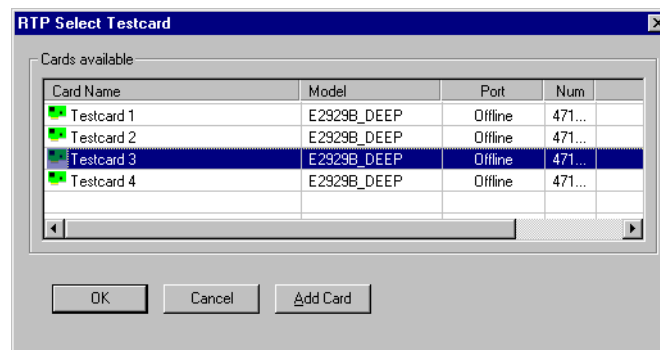 RTP Select Testcard
Cards available
Card Name Model Port Num
Testcard 1 E2929B_DEEP Offline 471...
Testcard 2 E2929B_DEEP Offline 471...
Testcard 3 E2929B_DEEP Offline 471...
Testcard 4 E2929B_DEEP Offline 471...
OK Cancel Add Card